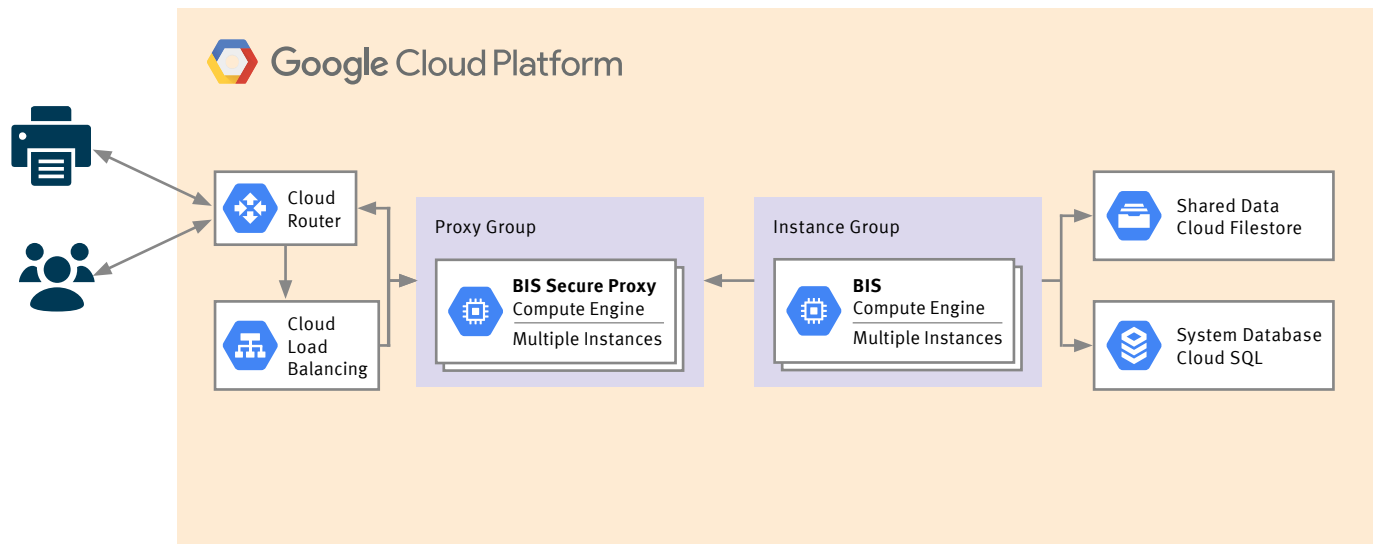 Google Cloud Platform
Cloud
Router
Cloud
Load
Balancing
Proxy Group
BIS Secure Proxy
Compute Engine
Multiple Instances
Instance Group
BIS
Compute Engine
Multiple Instances
Shared Data
Cloud Filestore
System Database
Cloud SQL